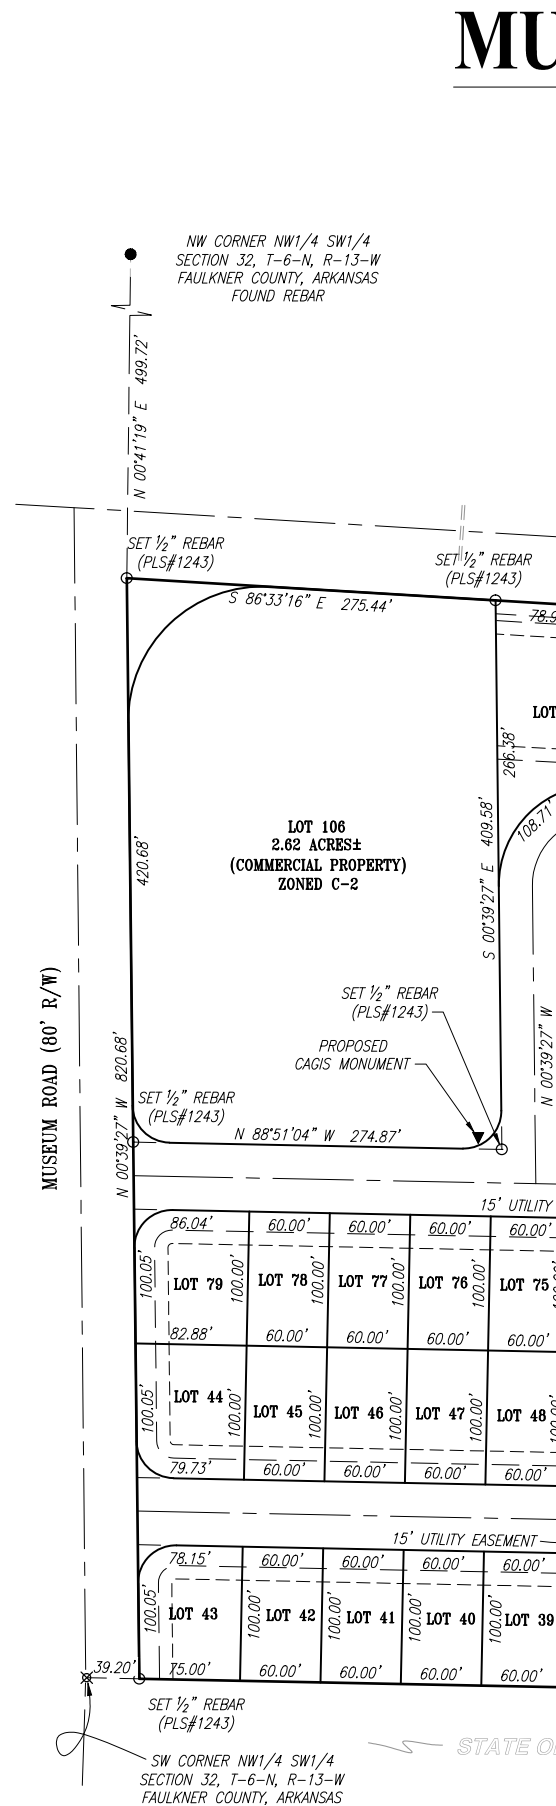 MU
NW CORNER NW1/4 SW1/4
SECTION 32, T-6-N, R-13-W
FAULKNER COUNTY, ARKANSAS
FOUND REBAR
N 00°41'19" E 499.72'
SET ½" REBAR
(PLS#1243)
SET ½" REBAR
(PLS#1243)
S 86°33'16" E 275.44'
78.9
LOT
266.38'
108.71'
LOT 106
2.62 ACRES±
(COMMERCIAL PROPERTY)
ZONED C-2
420.68'
S 00°39'27" E 409.58'
MUSEUM ROAD (80' R/W)
N 00°39'27" W 820.68'
N 00°39'27" W
SET ½" REBAR
(PLS#1243)
PROPOSED
CAGIS MONUMENT
SET ½" REBAR
(PLS#1243)
N 88°51'04" W 274.87'
15' UTILITY
86.04' 60.00' 60.00' 60.00' 60.00'
100.05' 100.00' 100.00' 100.00' 100.00'
LOT 79 LOT 78 LOT 77 LOT 76 LOT 75
82.88' 60.00' 60.00' 60.00' 60.00'
LOT 44 LOT 45 LOT 46 LOT 47 LOT 48
100.05' 100.00' 100.00' 100.00' 100.00' 100.00'
79.73' 60.00' 60.00' 60.00' 60.00'
15' UTILITY EASEMENT
78.15' 60.00' 60.00' 60.00' 60.00'
100.05' 100.00' 100.00' 100.00' 100.00'
LOT 43 LOT 42 LOT 41 LOT 40 LOT 39
39.20' 75.00' 60.00' 60.00' 60.00' 60.00'
SET ½" REBAR
(PLS#1243)
STATE O
SW CORNER NW1/4 SW1/4
SECTION 32, T-6-N, R-13-W
FAULKNER COUNTY, ARKANSAS